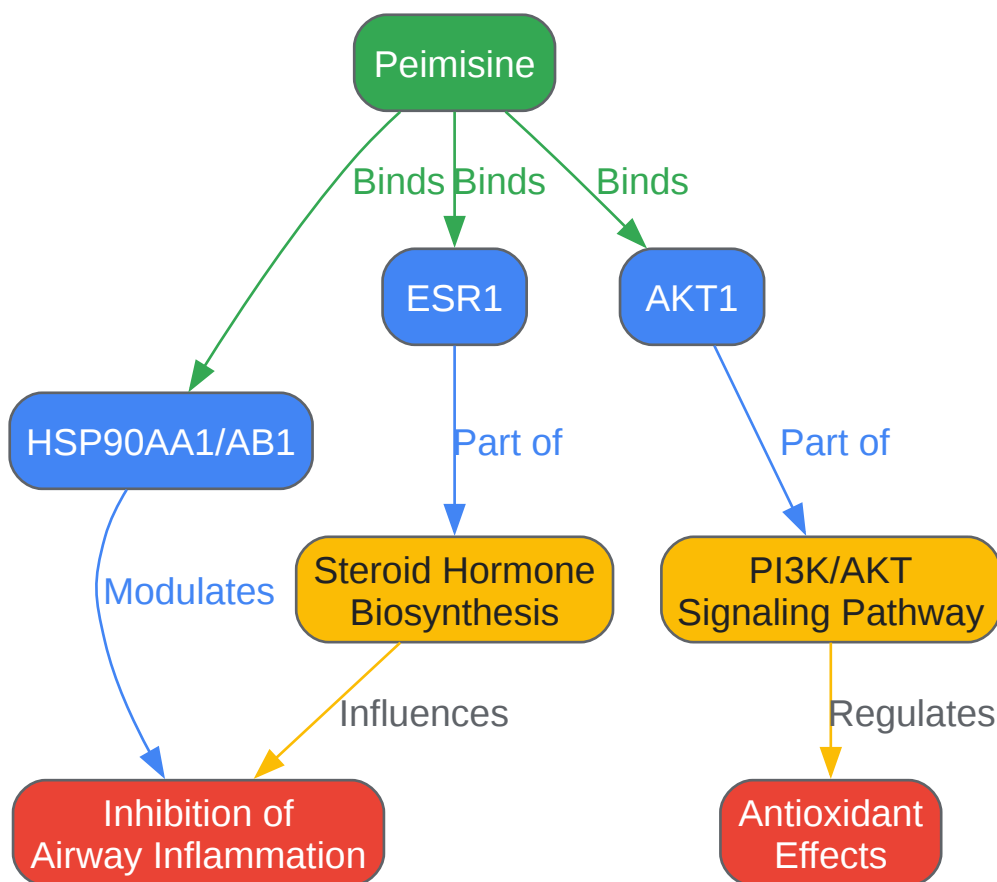 Peimisine
Binds
Binds
Binds
ESR1
AKT1
HSP90AA1/AB1
Part of
Part of
Steroid Hormone
Biosynthesis
PI3K/AKT
Signaling Pathway
Modulates
Influences
Regulates
Inhibition of
Airway Inflammation
Antioxidant
Effects